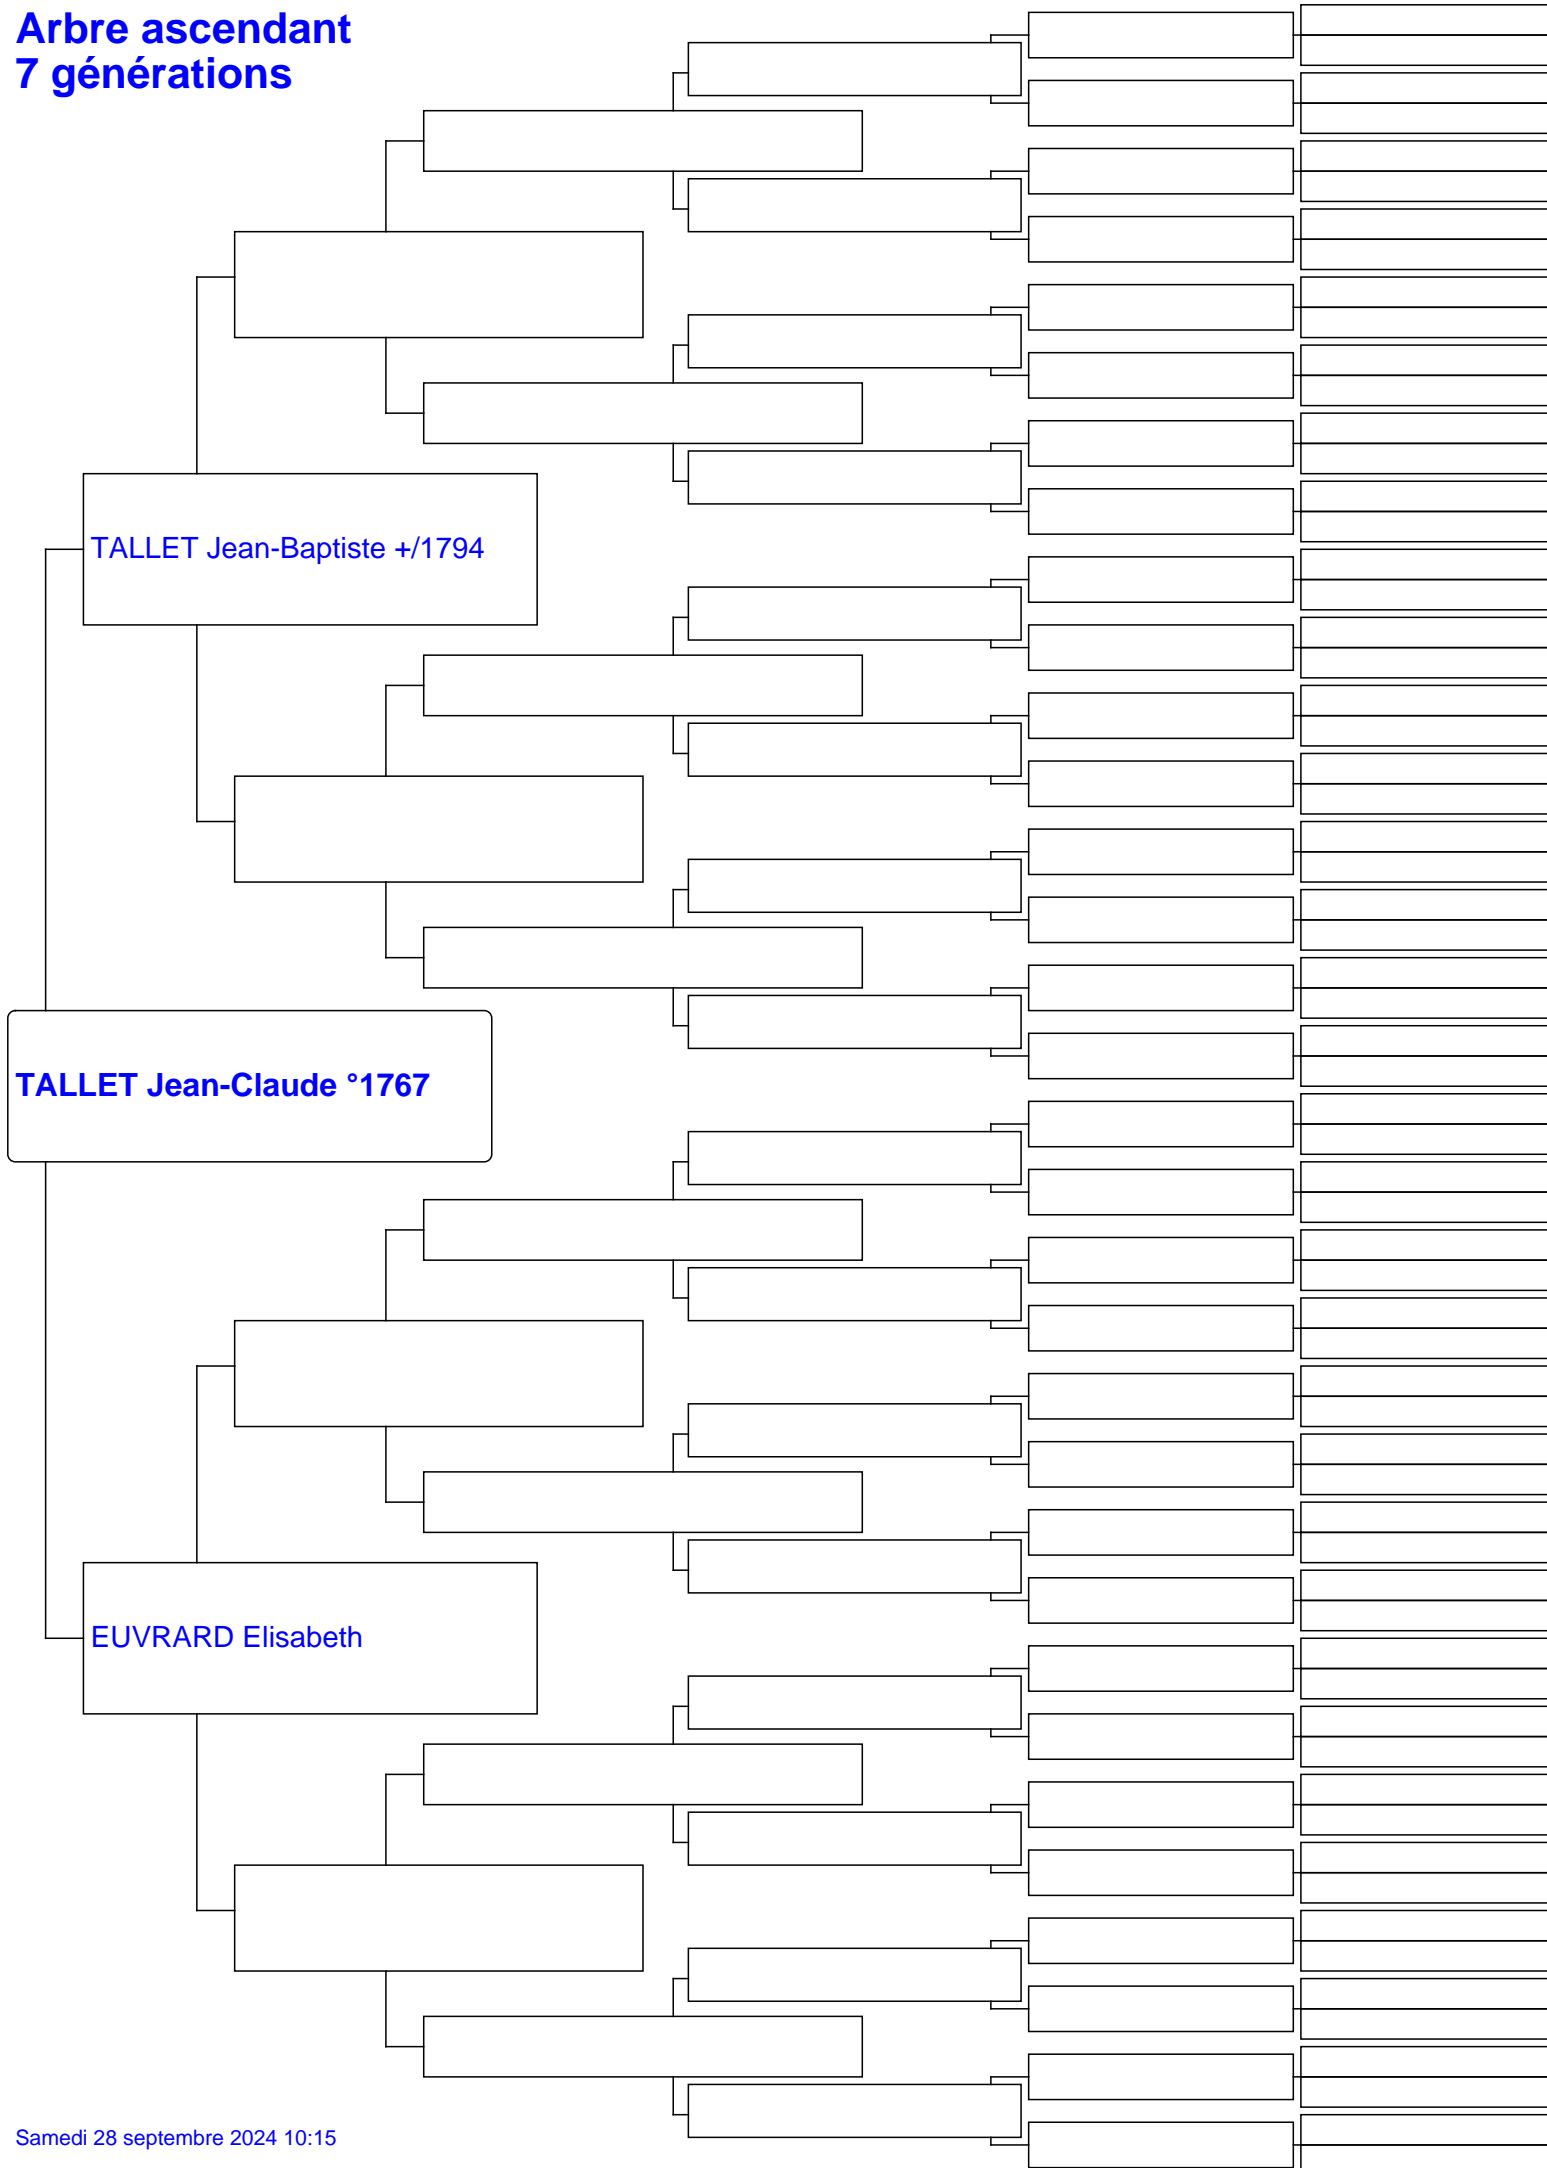 Arbre ascendant
7 générations
TALLET Jean-Baptiste +/1794
TALLET Jean-Claude °1767
EUVRARD Elisabeth
Samedi 28 septembre 2024 10:15